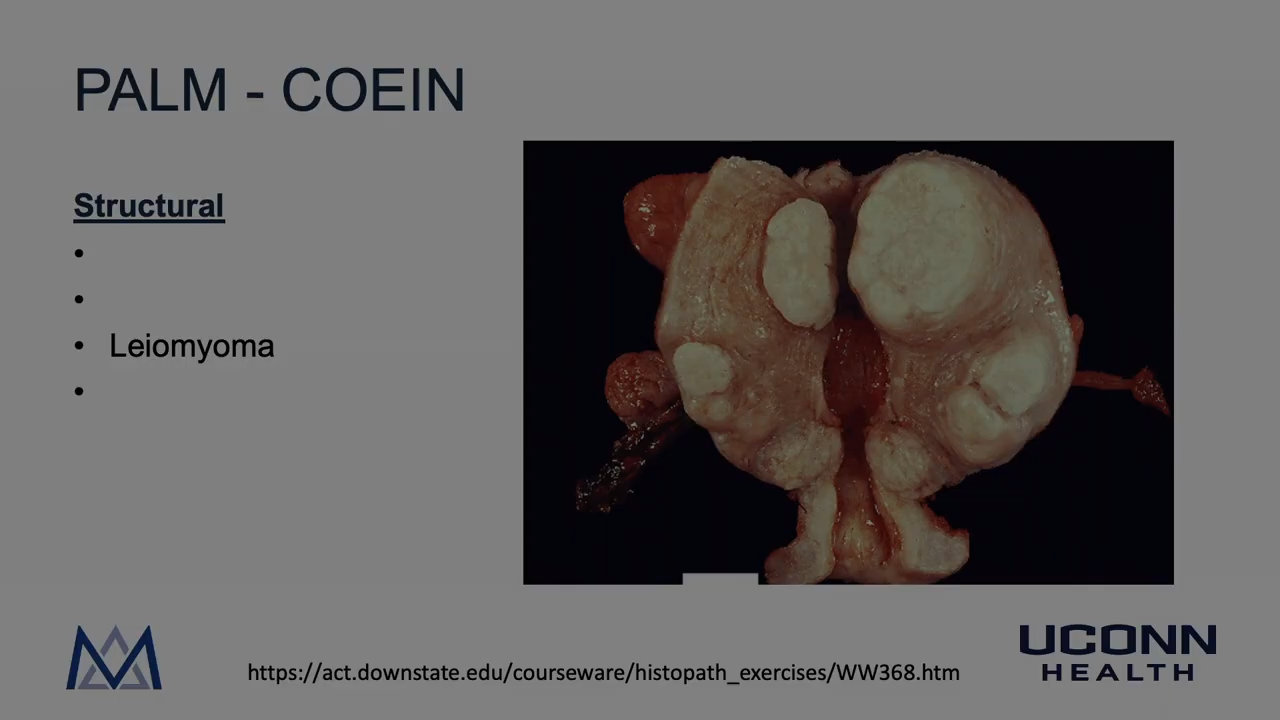 PALM - COEIN
Structural
•
•
• Leiomyoma
•
https://act.downstate.edu/courseware/histopath_exercises/WW368.htm
UCONN
HEALTH